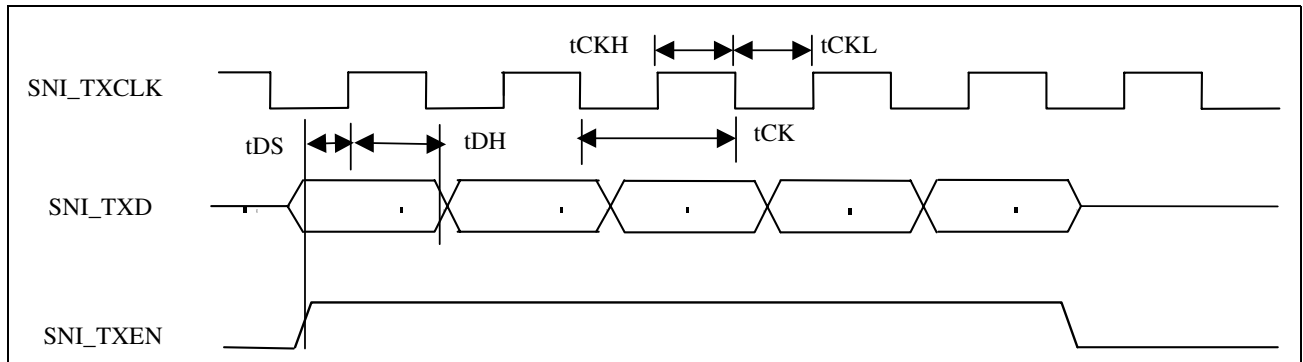 tCKH tCKL
SNI_TXCLK
tDS tDH tCK
SNI_TXD
SNI_TXEN